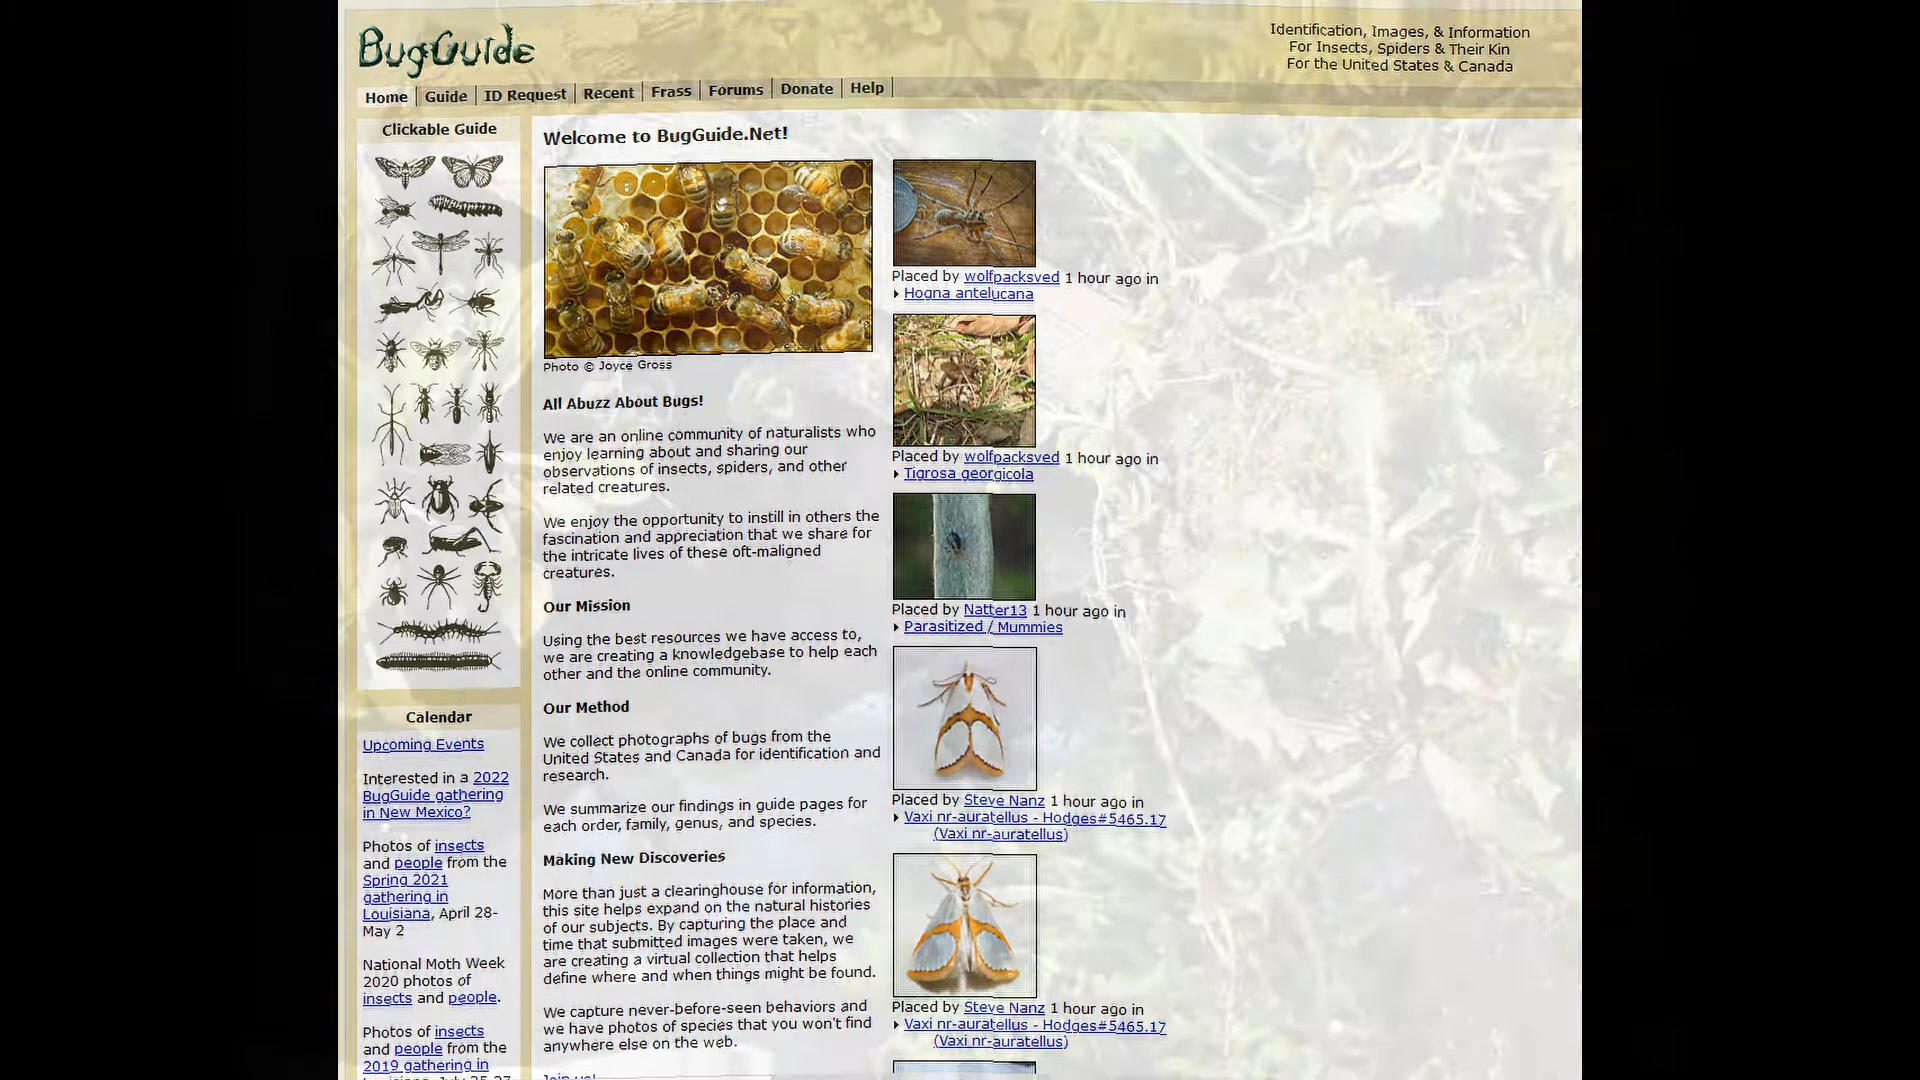 BugGuide
Identification, Images, & Information
For Insects, Spiders & Their Kin
For the United States & Canada
Home
Guide
ID Request
Recent
Frass
Forums
Donate
Help
Clickable Guide
Calendar
Upcoming Events
Interested in a 2022
BugGuide gathering
in New Mexico?
Photos of insects
and people from the
Spring 2021
gathering in
Louisiana, April 28-
May 2
National Moth Week
2020 photos of
insects and people.
Photos of insects
and people from the
2019 gathering in
Welcome to BugGuide.Net!
Photo © Joyce Gross
All Abuzz About Bugs!
We are an online community of naturalists who
enjoy learning about and sharing our
observations of insects, spiders, and other
related creatures.
We enjoy the opportunity to instill in others the
fascination and appreciation that we share for
the intricate lives of these oft-maligned
creatures.
Our Mission
Using the best resources we have access to,
we are creating a knowledgebase to help each
other and the online community.
Our Method
We collect photographs of bugs from the
United States and Canada for identification and
research.
We summarize our findings in guide pages for
each order, family, genus, and species.
Making New Discoveries
More than just a clearinghouse for information,
this site helps expand on the natural histories
of our subjects. By capturing the place and
time that submitted images were taken, we
are creating a virtual collection that helps
define where and when things might be found.
We capture never-before-seen behaviors and
we have photos of species that you won't find
anywhere else on the web.
Join us!
Placed by wolfpacksved 1 hour ago in
Hogna antelucana
Placed by wolfpacksved 1 hour ago in
Tigrosa georgicola
Placed by Natter13 1 hour ago in
Parasitized / Mummies
Placed by Steve Nanz 1 hour ago in
Vaxi nr-auratellus - Hodges#5465.17
(Vaxi nr-auratellus)
Placed by Steve Nanz 1 hour ago in
Vaxi nr-auratellus - Hodges#5465.17
(Vaxi nr-auratellus)